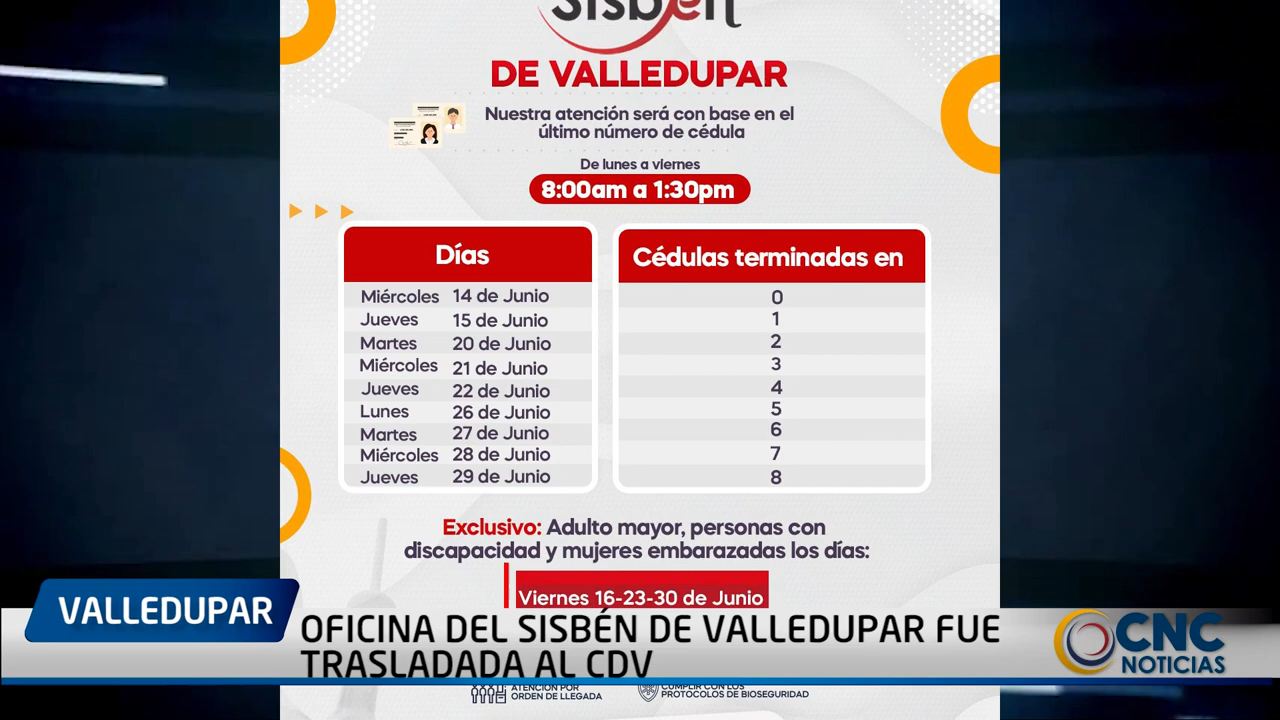 Sisbén
DE VALLEDUPAR
Nuestra atención será con base en el
último número de cédula
De lunes a viernes
8:00am a 1:30pm
Días
Cédulas terminadas en
Miércoles 14 de Junio 0
Jueves 15 de Junio 1
Martes 20 de Junio 2
Miércoles 21 de Junio 3
Jueves 22 de Junio 4
Lunes 26 de Junio 5
Martes 27 de Junio 6
Miércoles 28 de Junio 7
Jueves 29 de Junio 8
Exclusivo: Adulto mayor, personas con
discapacidad y mujeres embarazadas los días:
Viernes 16-23-30 de Junio
VALLEDUPAR
OFICINA DEL SISBÉN DE VALLEDUPAR FUE
TRASLADADA AL CDV
CNC
NOTICIAS
ATENCIÓN POR
ORDEN DE LLEGADA
CUMPLIR CON LOS
PROTOCOLOS DE BIOSEGURIDAD